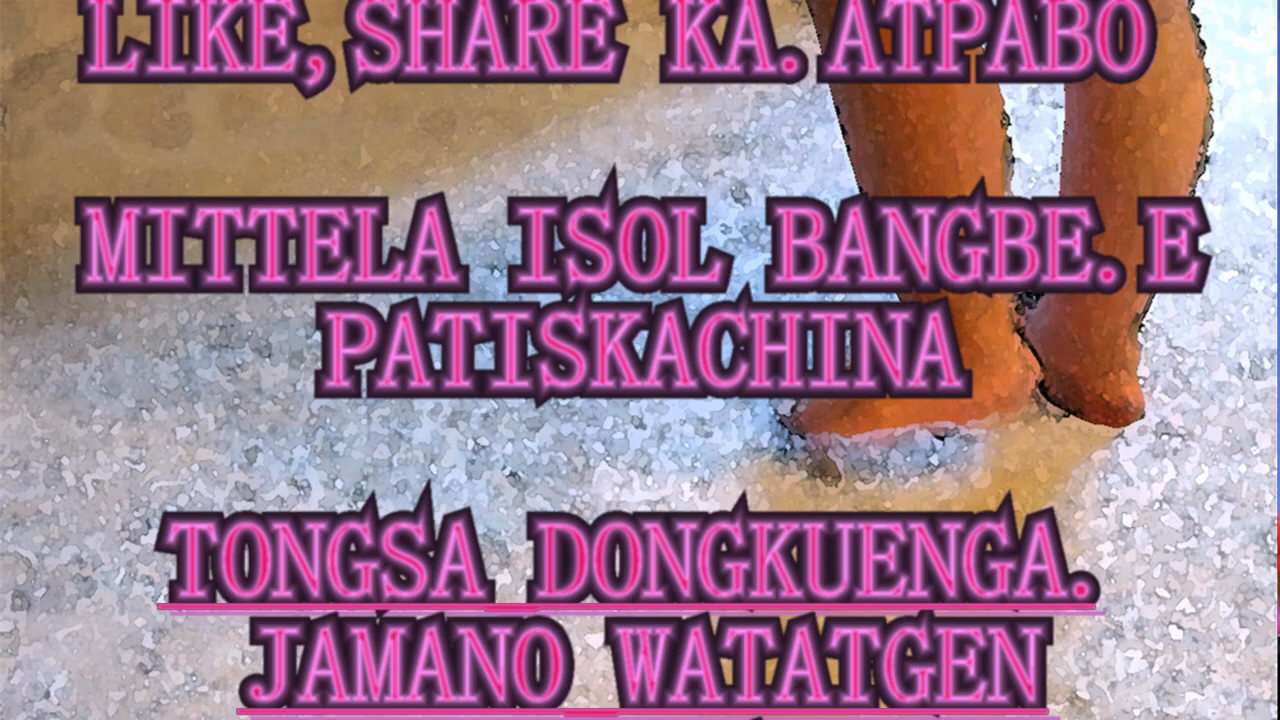 LIKE, SHARE KA. ATPABO
MITTELA ISOL BANGBE. E
PATISKACHINA
TONGSA DONGKUENGA.
JAMANO WATATGEN